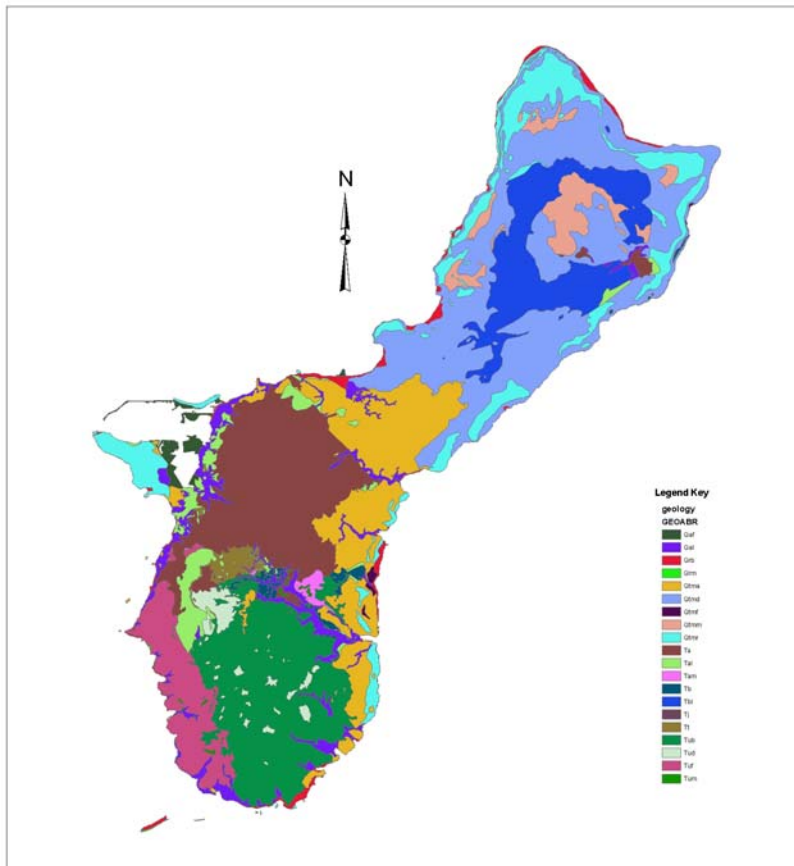 N
Legend Key
geology
GEOABR
Qaf
Qal
Qrb
Qrm
Qtma
Qtmd
Qtmf
Qtmm
Qtmr
Ta
Tal
Tam
Tb
Tbl
Tj
Tt
Tub
Tud
Tuf
Tum